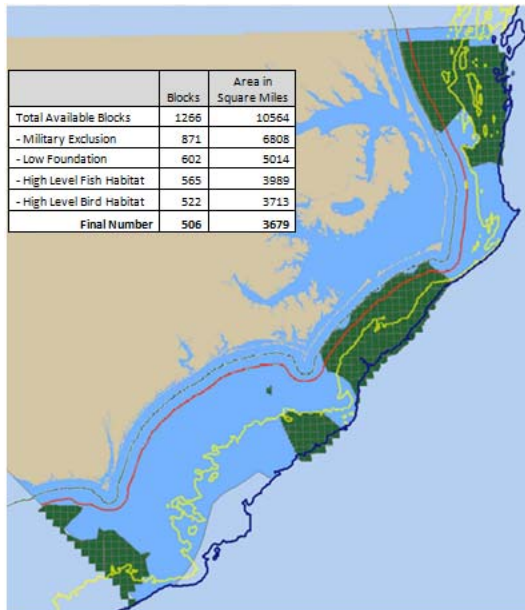 Blocks Area in Square Miles
Total Available Blocks 1266 10564
- Military Exclusion 871 6808
- Low Foundation 602 5014
- High Level Fish Habitat 565 3989
- High Level Bird Habitat 522 3713
Final Number 506 3679